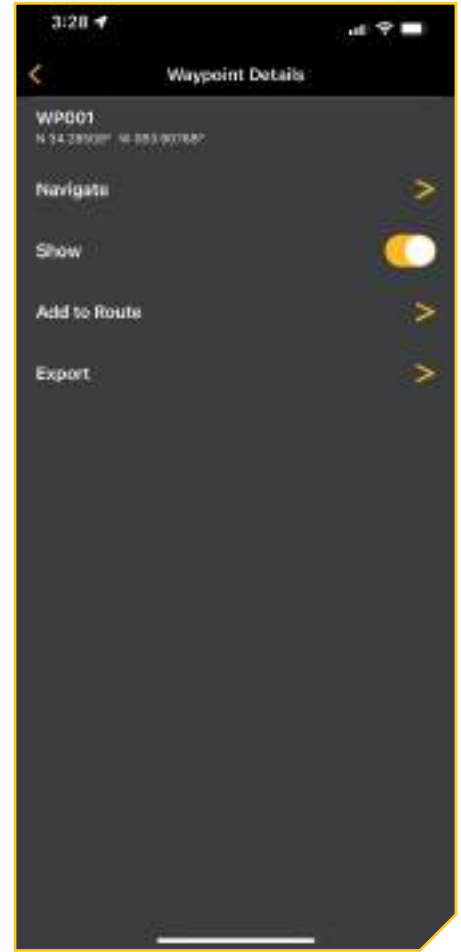 3:28
Waypoint Details
WP001
Navigate
Show
Add to Route
Export